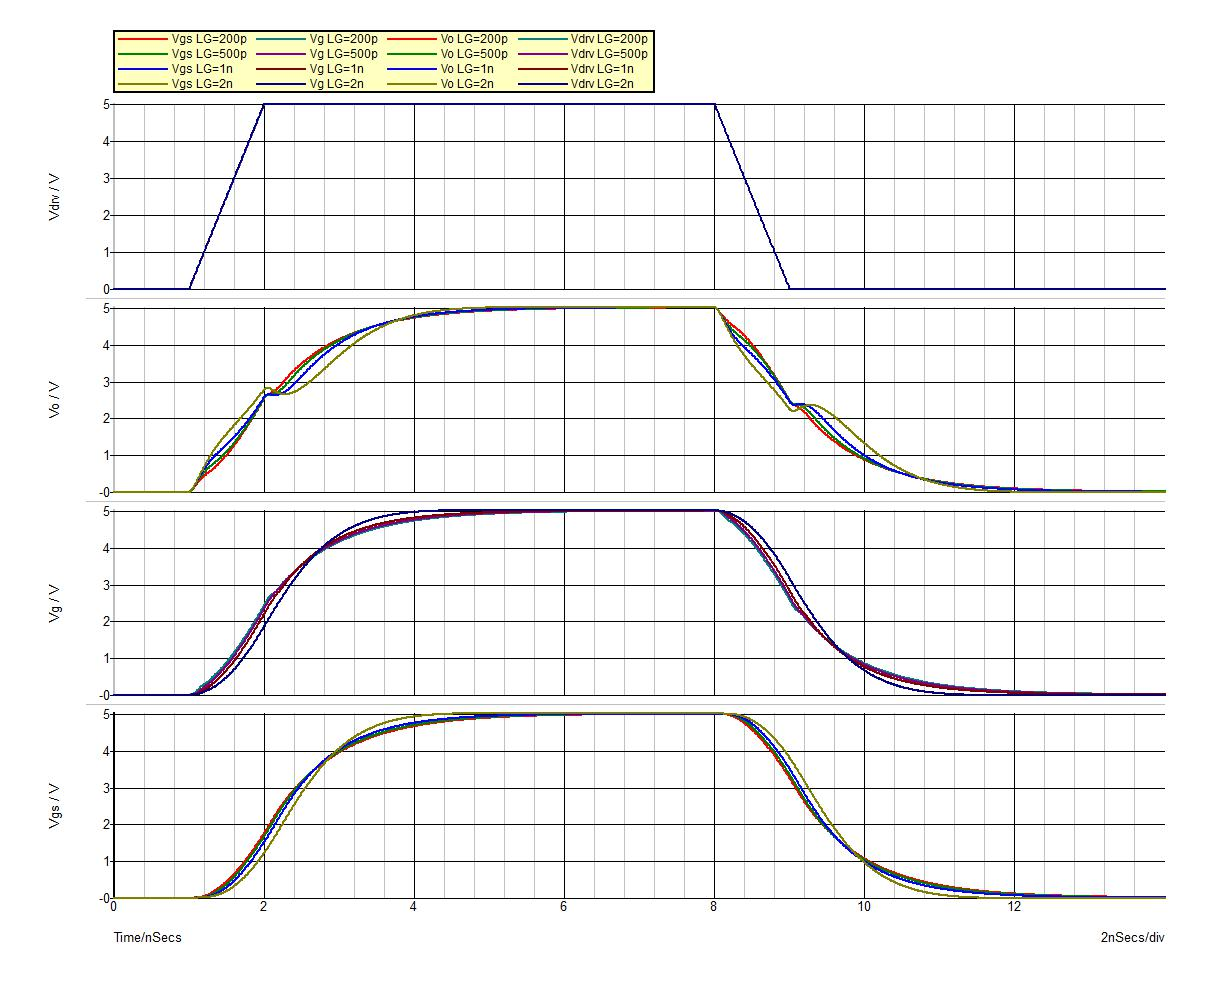 Vgs LG=200p Vg LG=200p Vo LG=200p Vdrv LG=200p
Vgs LG=500p Vg LG=500p Vo LG=500p Vdrv LG=500p
Vgs LG=1n Vg LG=1n Vo LG=1n Vdrv LG=1n
Vgs LG=2n Vg LG=2n Vo LG=2n Vdrv LG=2n
5
4
3
2
1
0
Vdrv / V
5
4
3
2
1
-0
Vo / V
5
4
3
2
1
-0
Vg / V
5
4
3
2
1
-0
Vgs / V
0 2 4 6 8 10 12
Time/nSecs 2nSecs/div